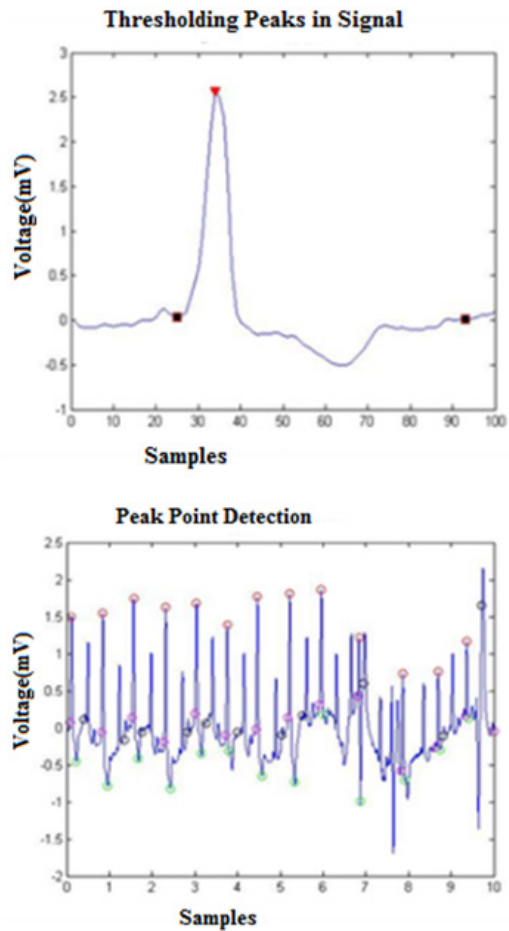 Thresholding Peaks in Signal
3
2.5
2
1.5
1
0.5
0
-0.5
-1
Voltage(mV)
0 10 20 30 40 50 60 70 80 90 100
Samples
Peak Point Detection
2.5
2
1.5
1
0.5
0
-0.5
-1
-1.5
-2
Voltage(mV)
0 1 2 3 4 5 6 7 8 9 10
Samples